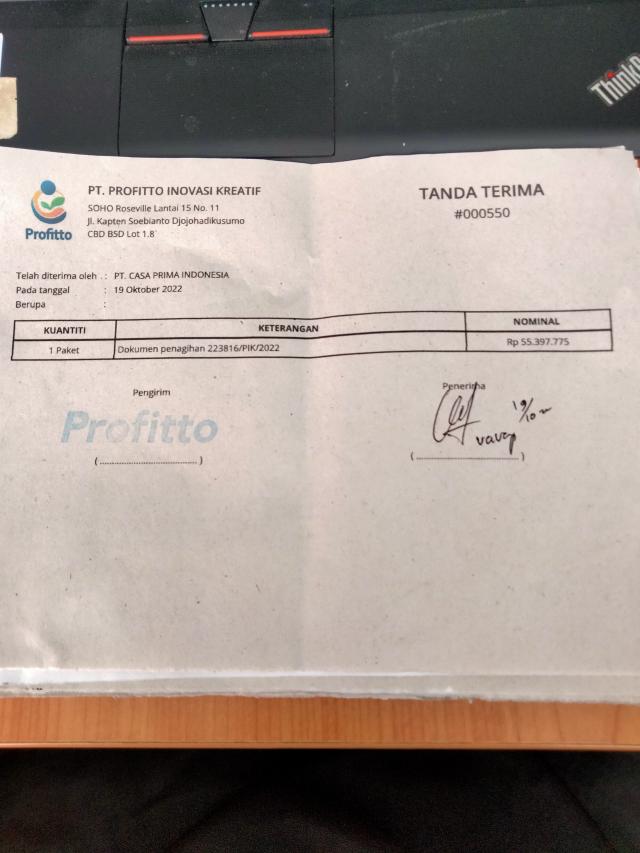 ThinkP
Profitto
PT. PROFITTO INOVASI KREATIF
SOHO Roseville Lantai 15 No. 11
Jl. Kapten Soebianto Djojohadikusumo
CBD BSD Lot 1.8
TANDA TERIMA
#000550
Telah diterima oleh : PT. CASA PRIMA INDONESIA
Pada tanggal : 19 Oktober 2022
Berupa :
KUANTITI KETERANGAN NOMINAL
1 Paket Dokumen penagihan 223816/PIK/2022 Rp 55.397.775
Pengirim Penerima
Profitto
19/10
(....................................) (....................................)